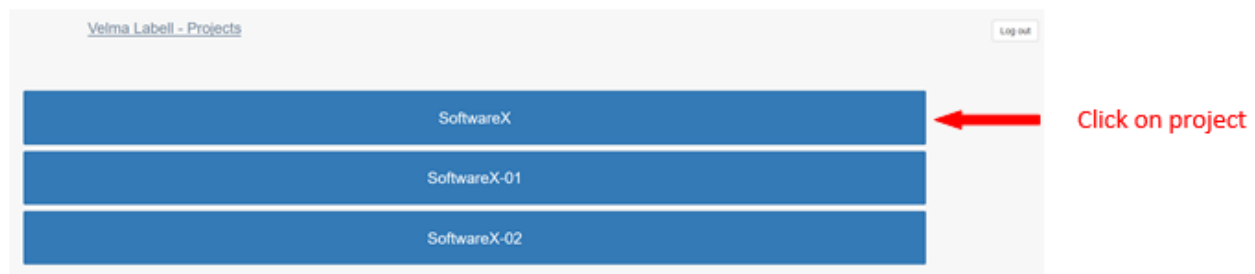 Velma Labell - Projects
Log out
SoftwareX
Click on project
SoftwareX-01
SoftwareX-02